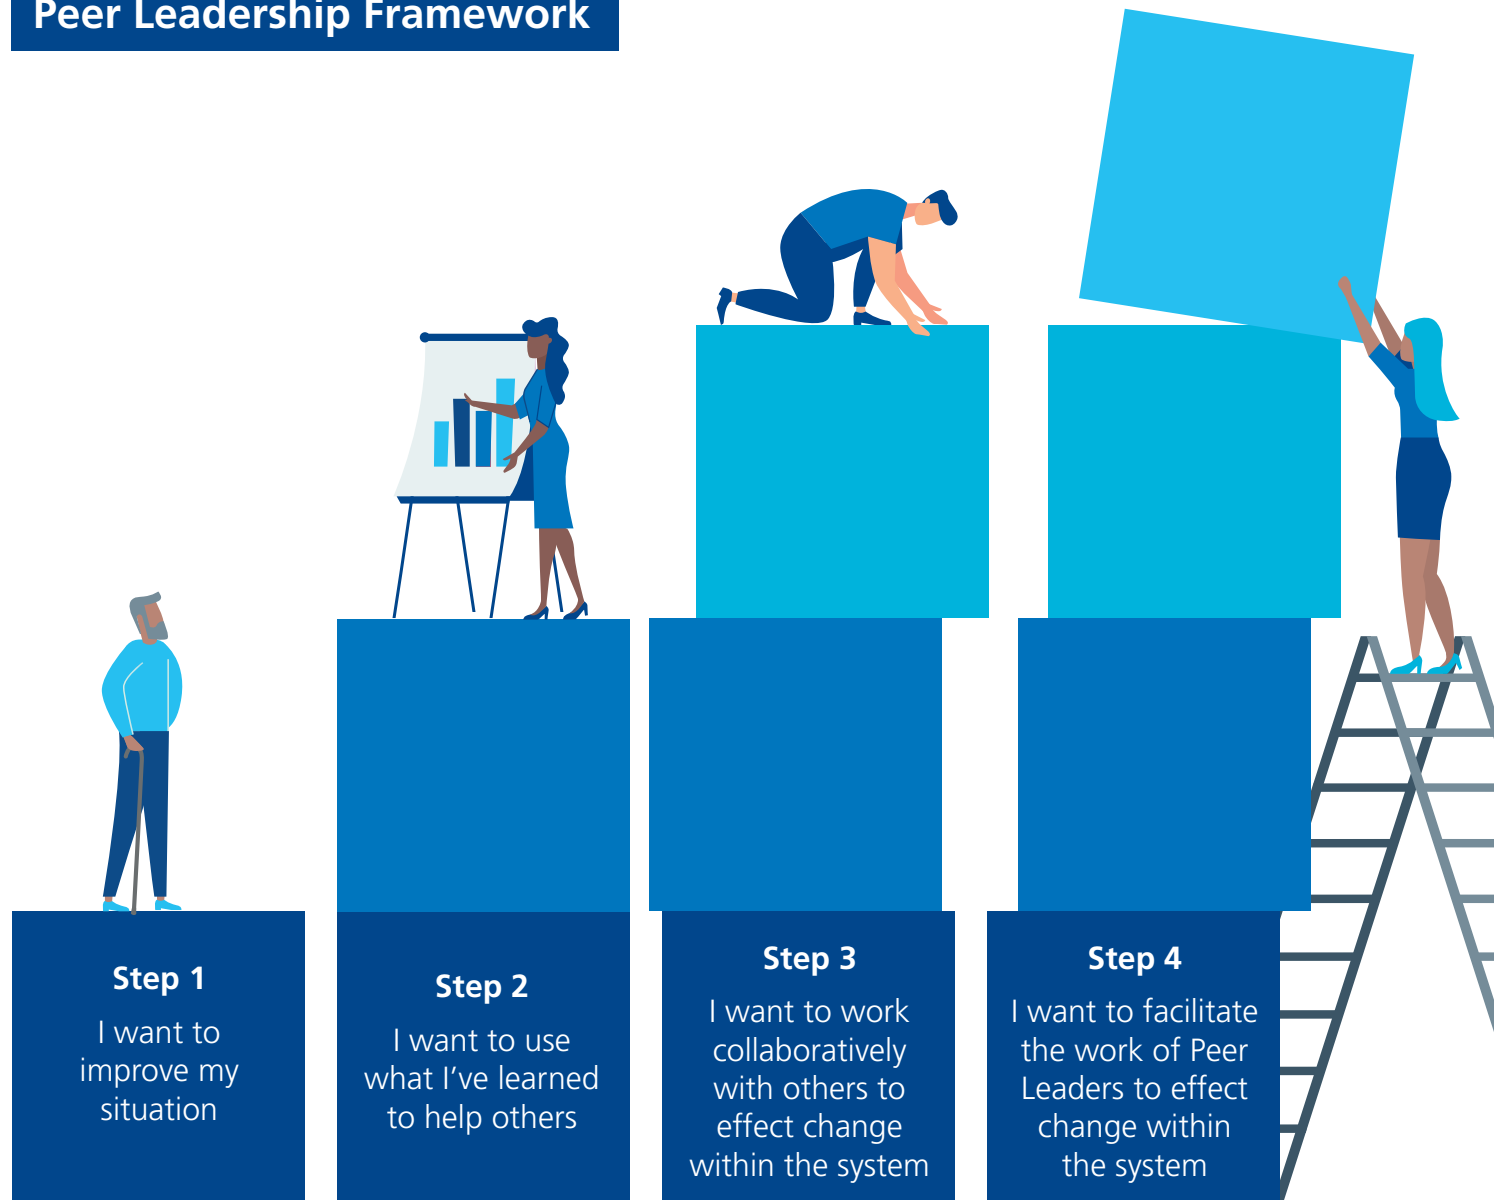 Peer Leadership Framework
Step 1
I want to
improve my
situation
Step 2
I want to use
what I’ve learned
to help others
Step 3
I want to work
collaboratively
with others to
effect change
within the system
Step 4
I want to facilitate
the work of Peer
Leaders to effect
change within
the system